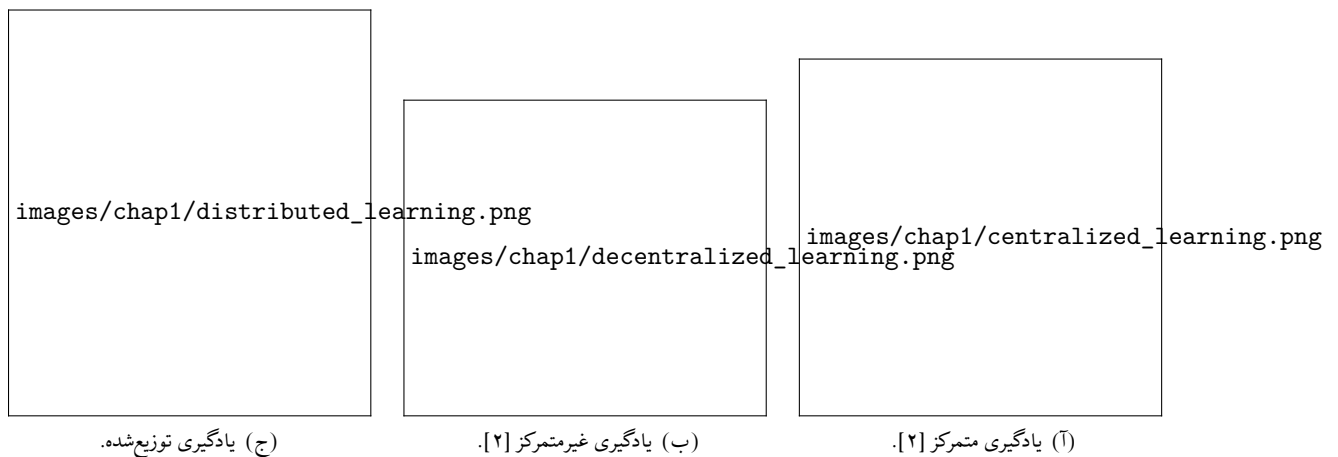 images/chap1/centralized_learning.png
(آ) یادگیری متمرکز [۲].
images/chap1/decentralized_learning.png
(ب) یادگیری غیرمتمرکز [۲].
images/chap1/distributed_learning.png
(ج) یادگیری توزیع‌شده.